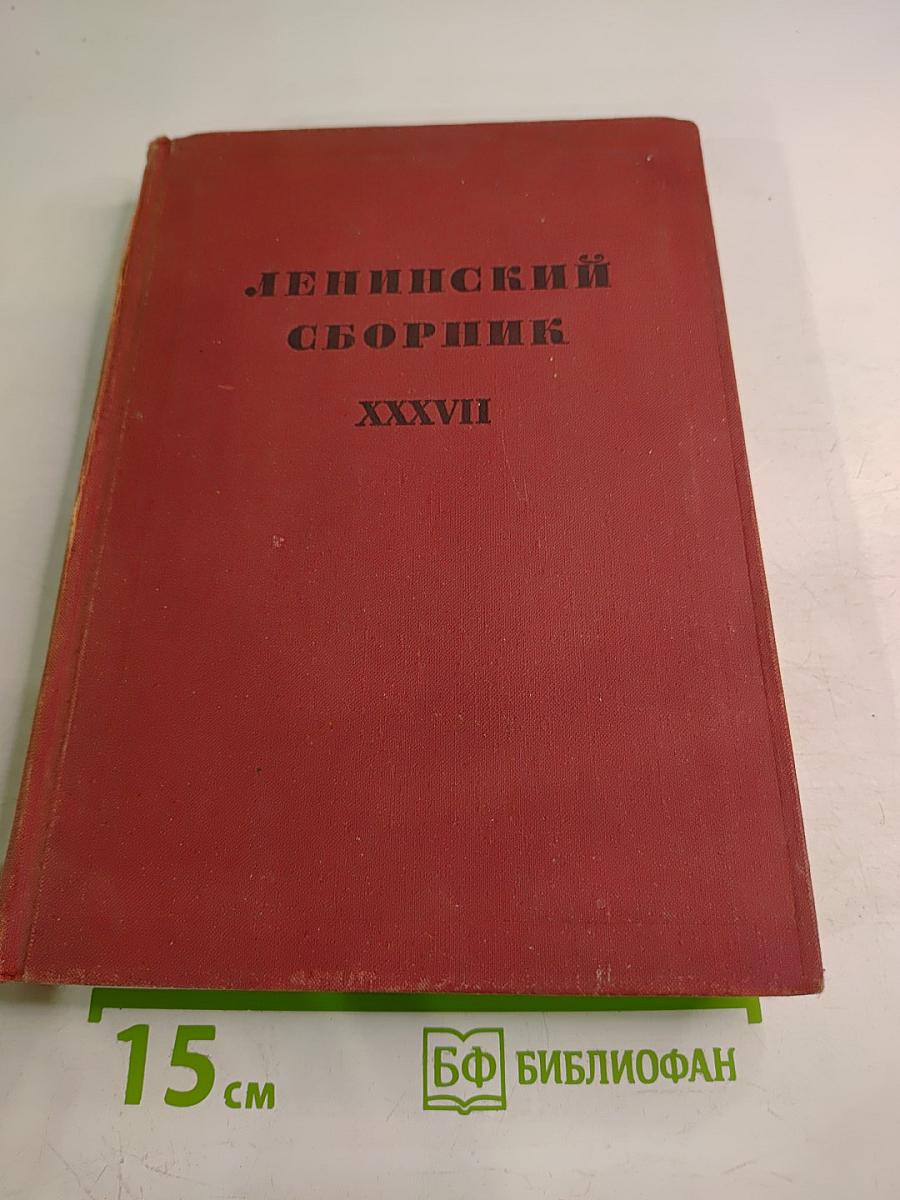 ЛЕНИНСКИЙ
СБОРНИК
XXXVII
15 см
БФ БИБЛИОФАН